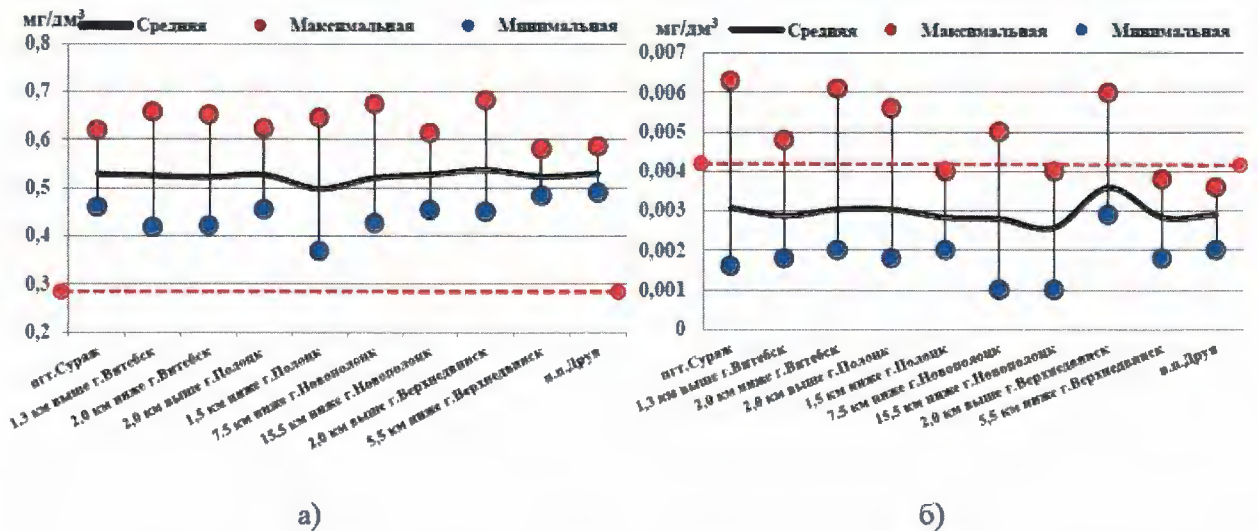 мг/дм³
Средняя Максимальная Минимальная
0,8
0,7
0,6
0,5
0,4
0,3
0,2
пгт.Сураж
1,3 км выше г.Витебск
2,0 км ниже г.Витебск
2,0 км выше г.Полоцк
1,5 км ниже г.Полоцк
7,5 км ниже г.Новополоцк
15,5 км ниже г.Новополоцк
2,0 км выше г.Верхнедвинск
5,5 км ниже г.Верхнедвинск
н.п.Друя
а)
мг/дм³
Средняя Максимальная Минимальная
0,007
0,006
0,005
0,004
0,003
0,002
0,001
0
пгт.Сураж
1,3 км выше г.Витебск
2,0 км ниже г.Витебск
2,0 км выше г.Полоцк
1,5 км ниже г.Полоцк
7,5 км ниже г.Новополоцк
15,5 км ниже г.Новополоцк
2,0 км выше г.Верхнедвинск
5,5 км ниже г.Верхнедвинск
н.п.Друя
б)